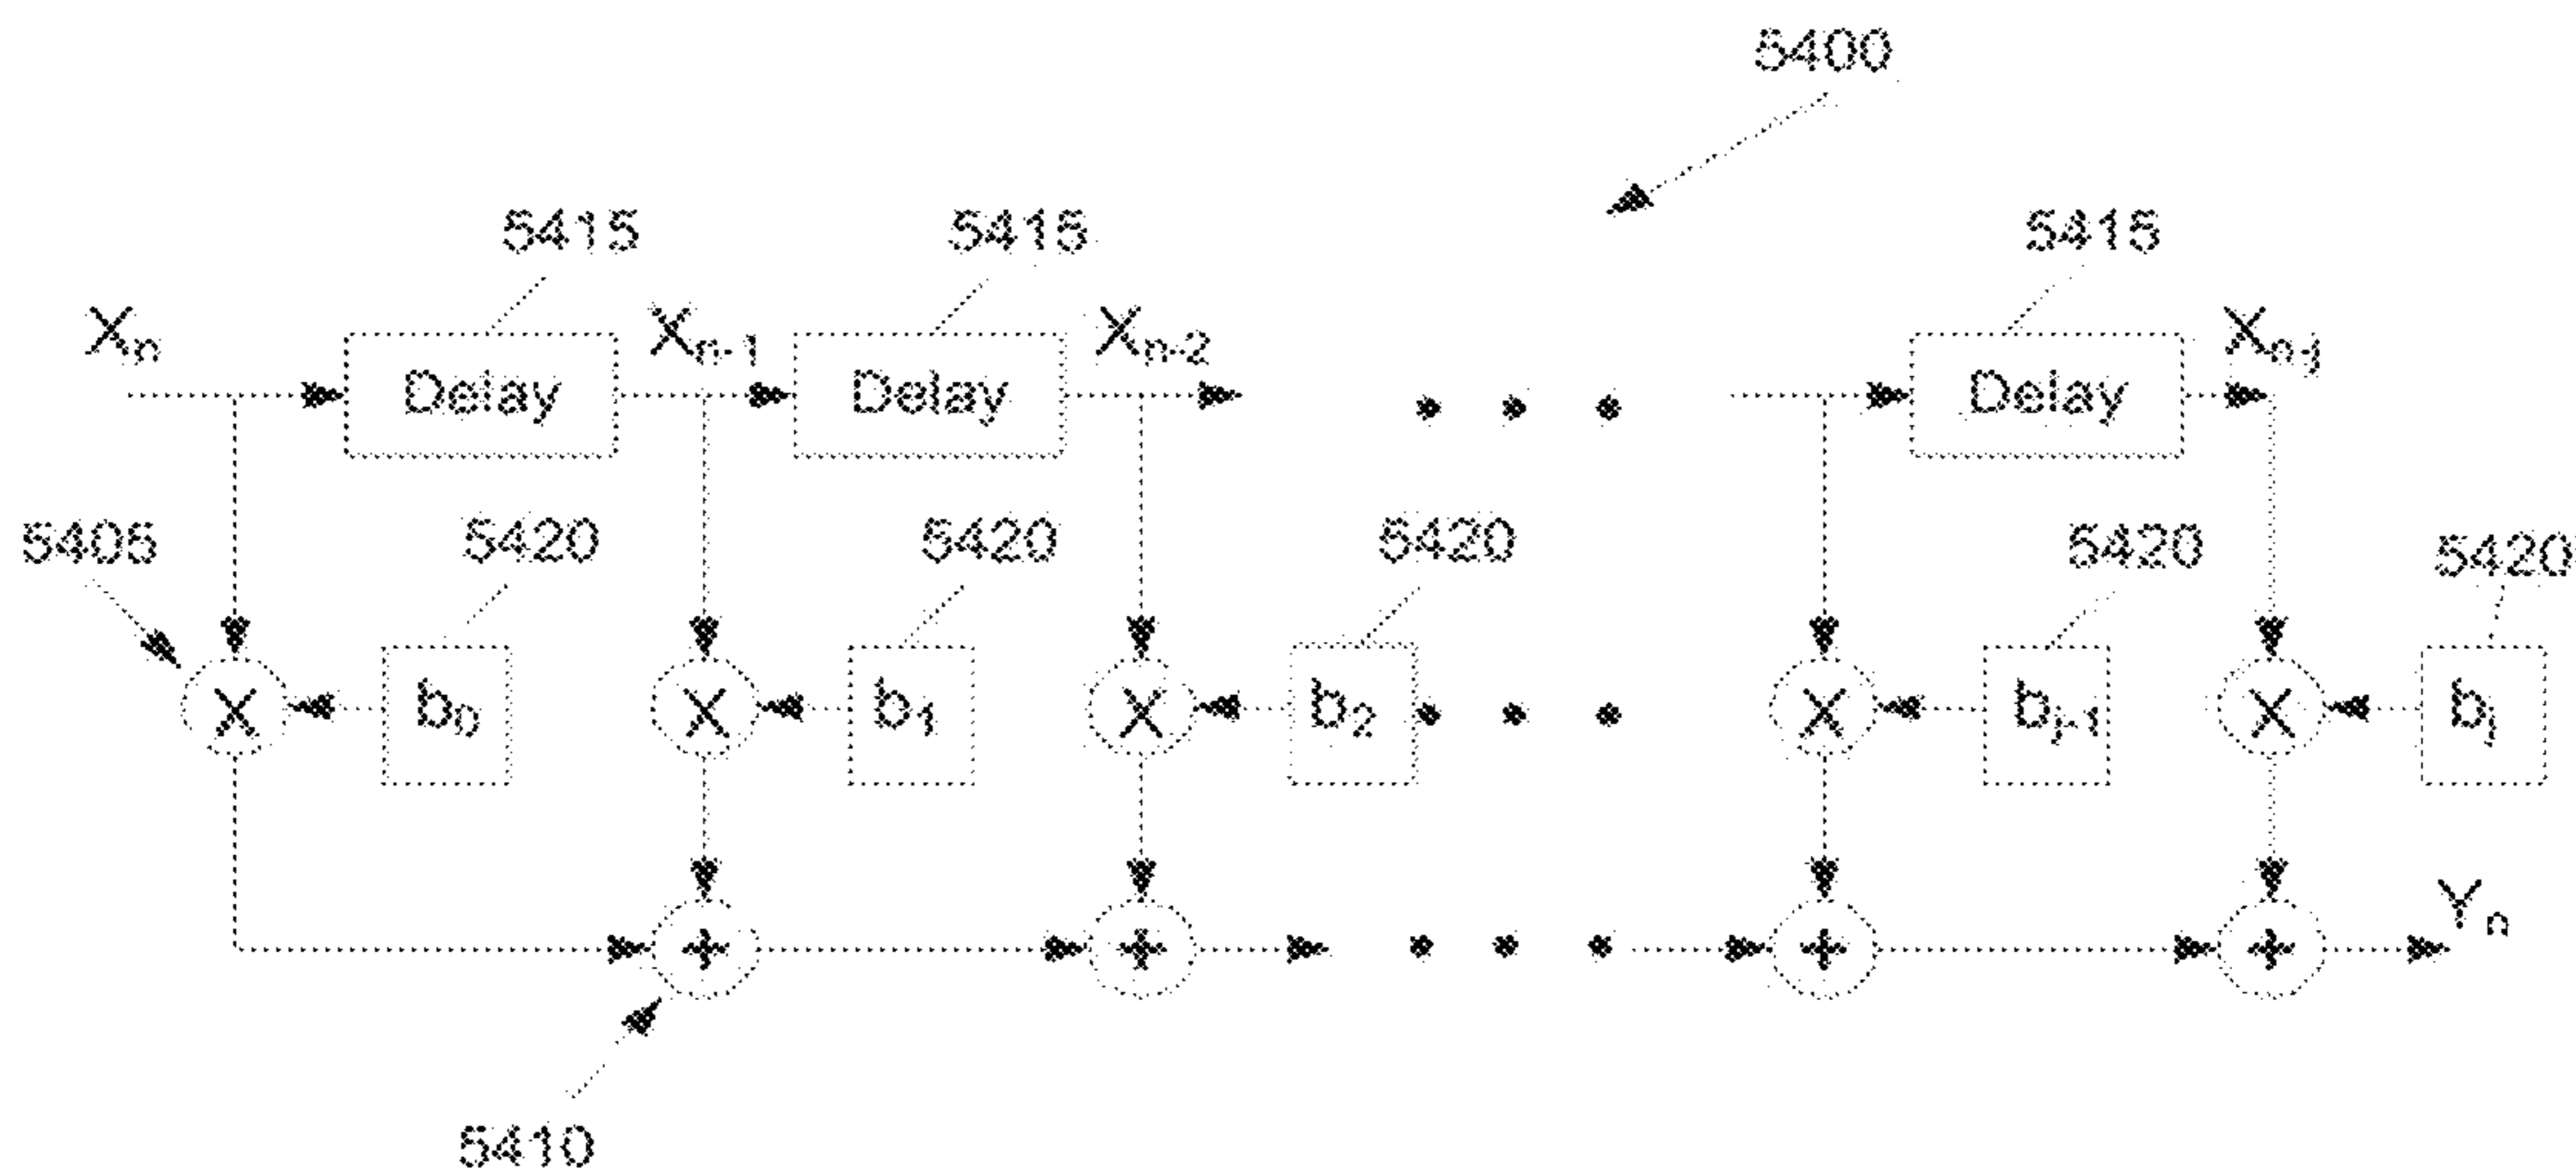 5400
5415 5415 5415
Xn Xn-1 Xn-2 Xn-j
Delay Delay Delay
5405 5420 5420 5420 5420 5420
X b0 X b1 X b2 X bj-1 X bj
+ + + + Yn
5410